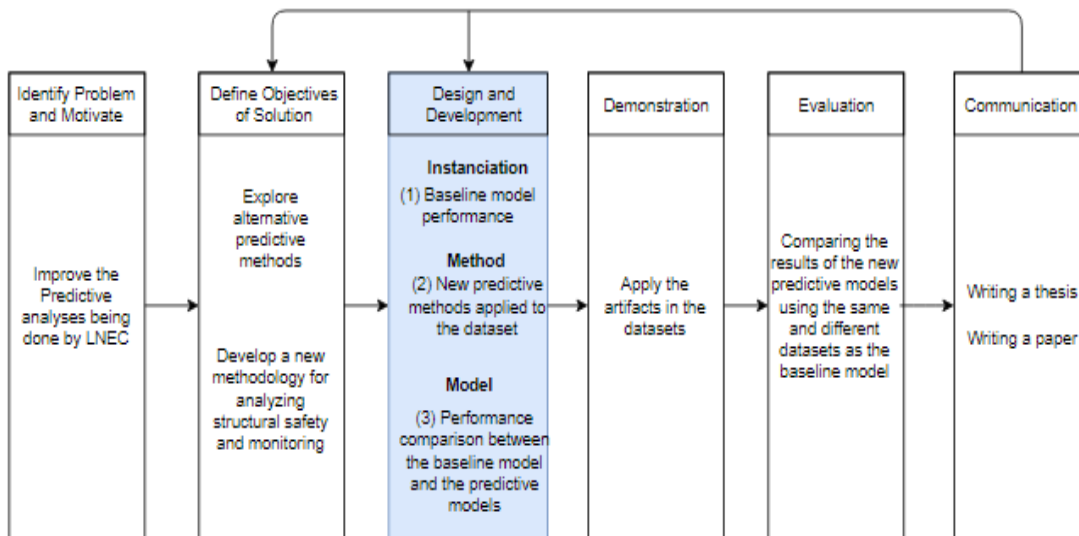 Identify Problem
and Motivate
Improve the
Predictive
analyses being
done by LNEC
Define Objectives
of Solution
Explore
alternative
predictive
methods
Develop a new
methodology for
analyzing
structural safety
and monitoring
Design and
Development
Instanciation
(1) Baseline model
performance
Method
(2) New predictive
methods applied to
the dataset
Model
(3) Performance
comparison between
the baseline model
and the predictive
models
Demonstration
Apply the
artifacts in the
datasets
Evaluation
Comparing the
results of the new
predictive models
using the same
and different
datasets as the
baseline model
Communication
Writing a thesis
Writing a paper